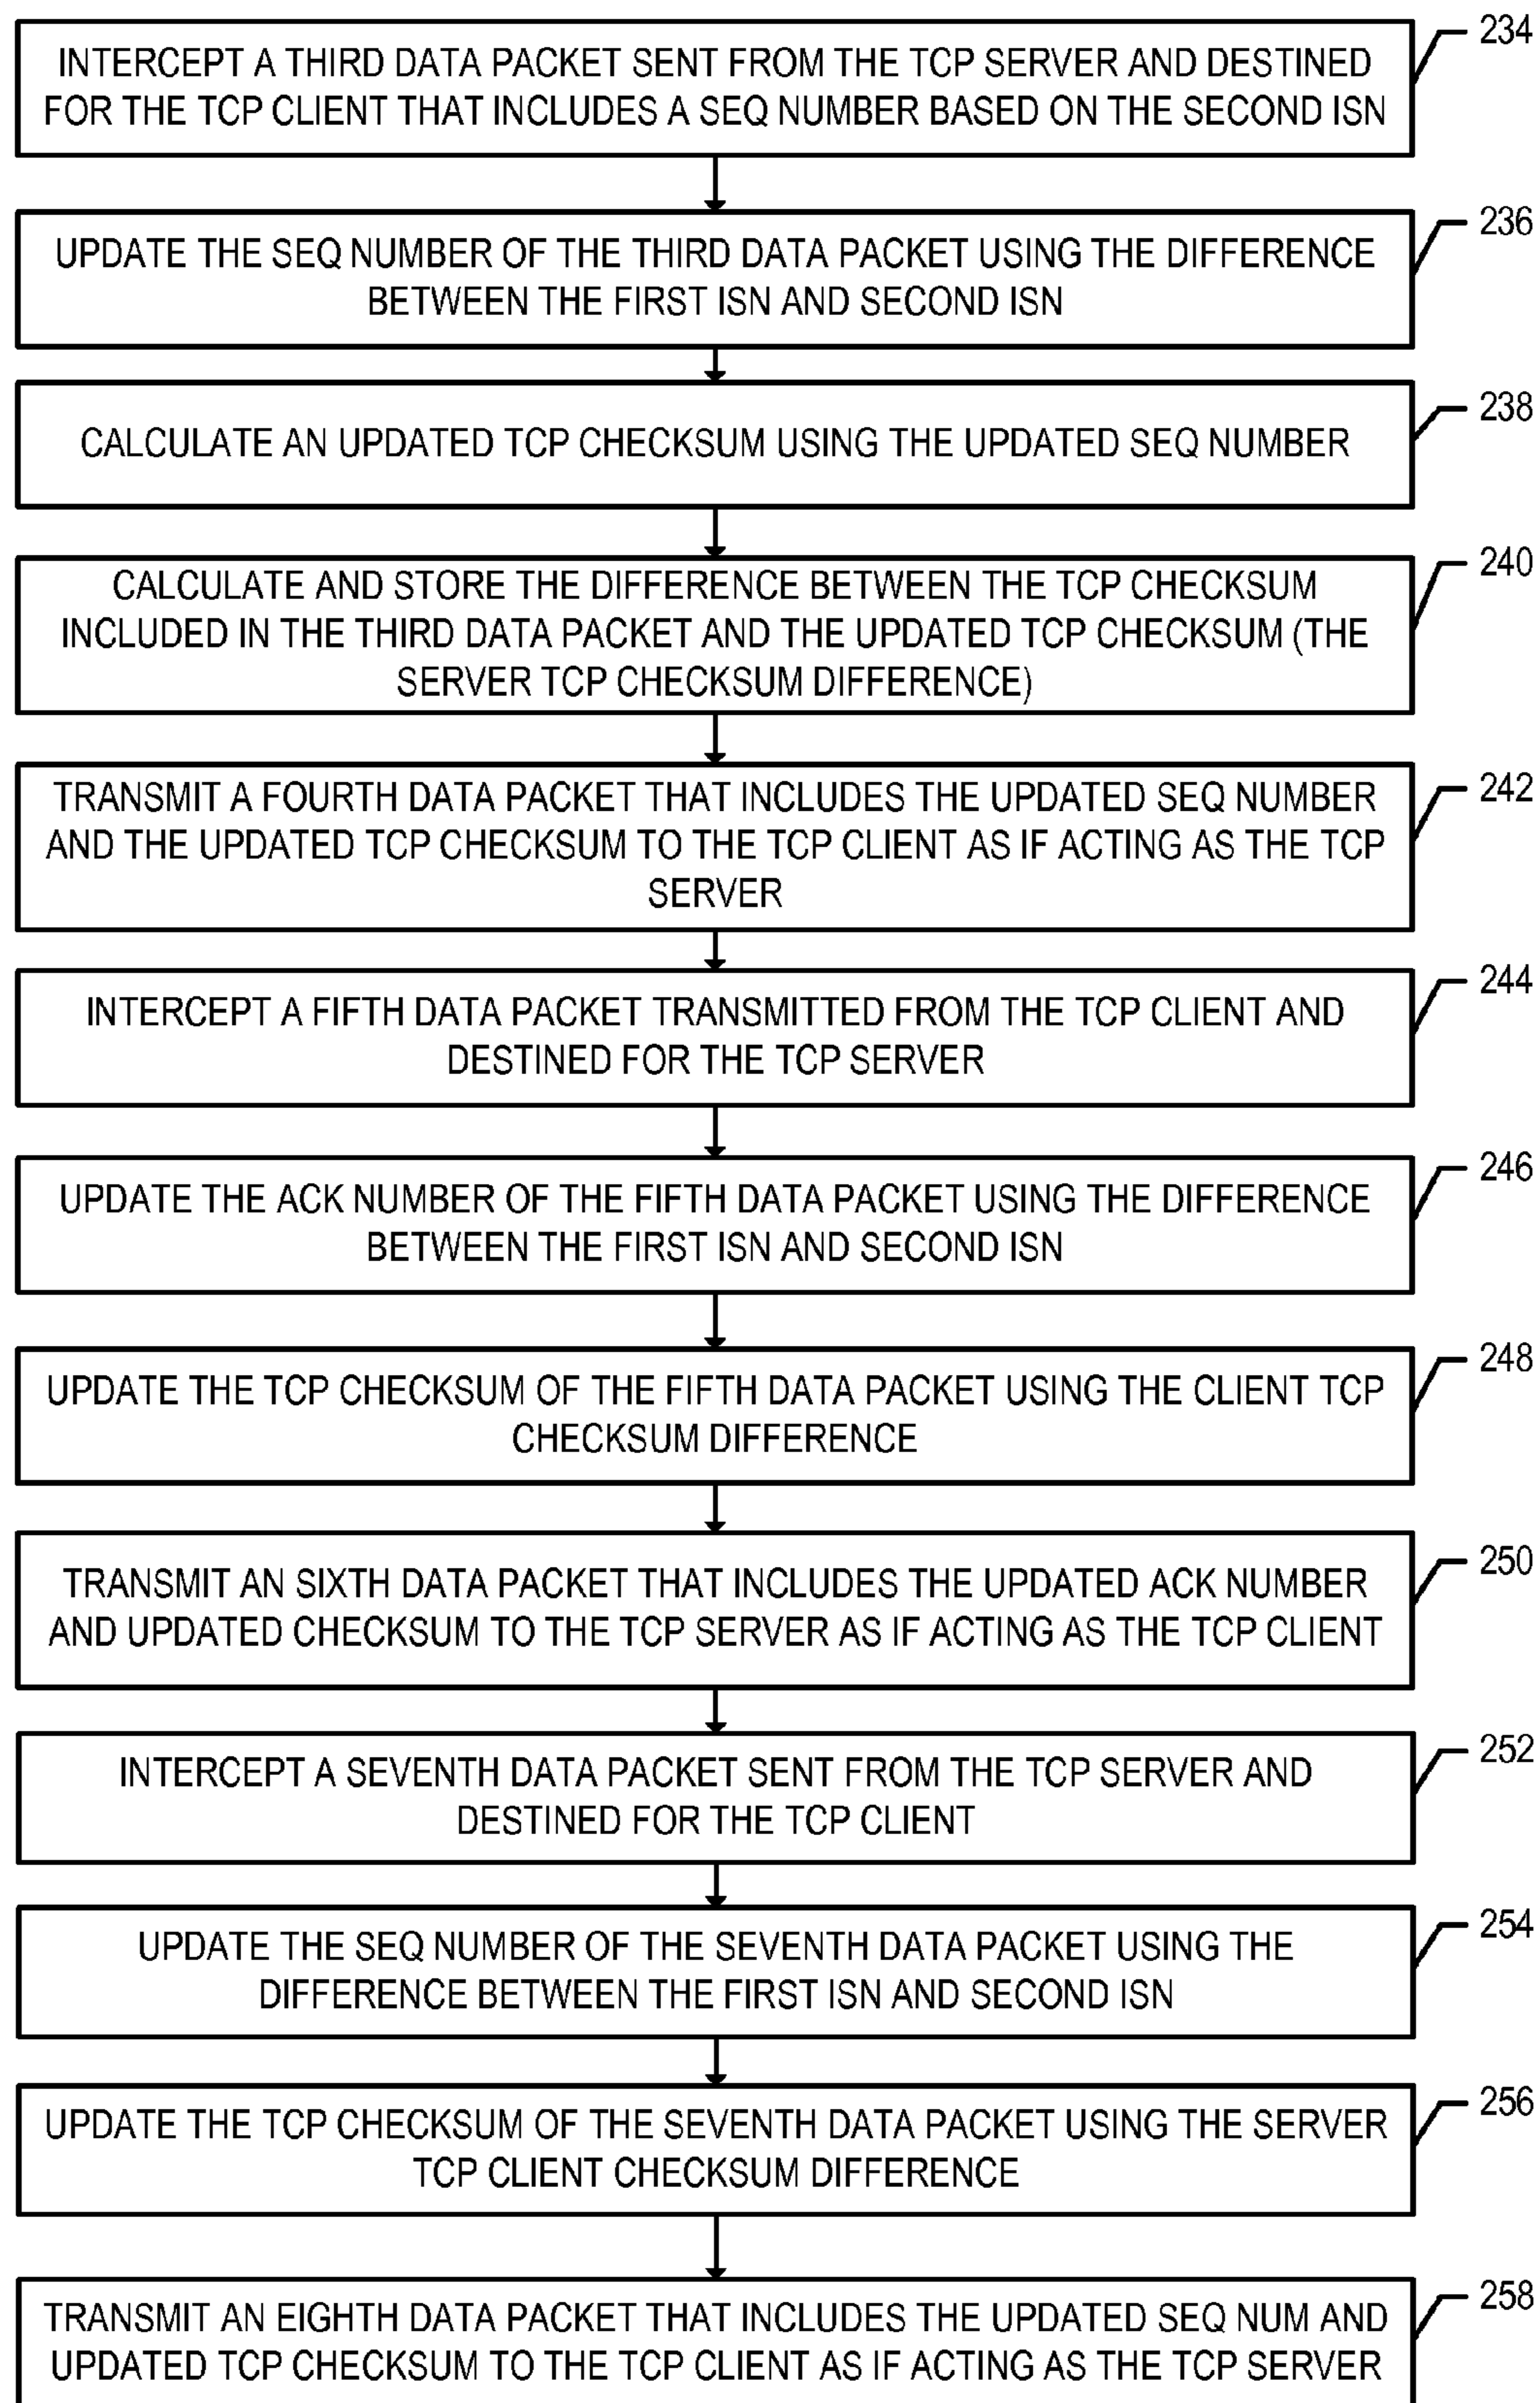 234
INTERCEPT A THIRD DATA PACKET SENT FROM THE TCP SERVER AND DESTINED
FOR THE TCP CLIENT THAT INCLUDES A SEQ NUMBER BASED ON THE SECOND ISN
236
UPDATE THE SEQ NUMBER OF THE THIRD DATA PACKET USING THE DIFFERENCE
BETWEEN THE FIRST ISN AND SECOND ISN
238
CALCULATE AN UPDATED TCP CHECKSUM USING THE UPDATED SEQ NUMBER
240
CALCULATE AND STORE THE DIFFERENCE BETWEEN THE TCP CHECKSUM
INCLUDED IN THE THIRD DATA PACKET AND THE UPDATED TCP CHECKSUM (THE
SERVER TCP CHECKSUM DIFFERENCE)
242
TRANSMIT A FOURTH DATA PACKET THAT INCLUDES THE UPDATED SEQ NUMBER
AND THE UPDATED TCP CHECKSUM TO THE TCP CLIENT AS IF ACTING AS THE TCP
SERVER
244
INTERCEPT A FIFTH DATA PACKET TRANSMITTED FROM THE TCP CLIENT AND
DESTINED FOR THE TCP SERVER
246
UPDATE THE ACK NUMBER OF THE FIFTH DATA PACKET USING THE DIFFERENCE
BETWEEN THE FIRST ISN AND SECOND ISN
248
UPDATE THE TCP CHECKSUM OF THE FIFTH DATA PACKET USING THE CLIENT TCP
CHECKSUM DIFFERENCE
250
TRANSMIT AN SIXTH DATA PACKET THAT INCLUDES THE UPDATED ACK NUMBER
AND UPDATED CHECKSUM TO THE TCP SERVER AS IF ACTING AS THE TCP CLIENT
252
INTERCEPT A SEVENTH DATA PACKET SENT FROM THE TCP SERVER AND
DESTINED FOR THE TCP CLIENT
254
UPDATE THE SEQ NUMBER OF THE SEVENTH DATA PACKET USING THE
DIFFERENCE BETWEEN THE FIRST ISN AND SECOND ISN
256
UPDATE THE TCP CHECKSUM OF THE SEVENTH DATA PACKET USING THE SERVER
TCP CLIENT CHECKSUM DIFFERENCE
258
TRANSMIT AN EIGHTH DATA PACKET THAT INCLUDES THE UPDATED SEQ NUM AND
UPDATED TCP CHECKSUM TO THE TCP CLIENT AS IF ACTING AS THE TCP SERVER